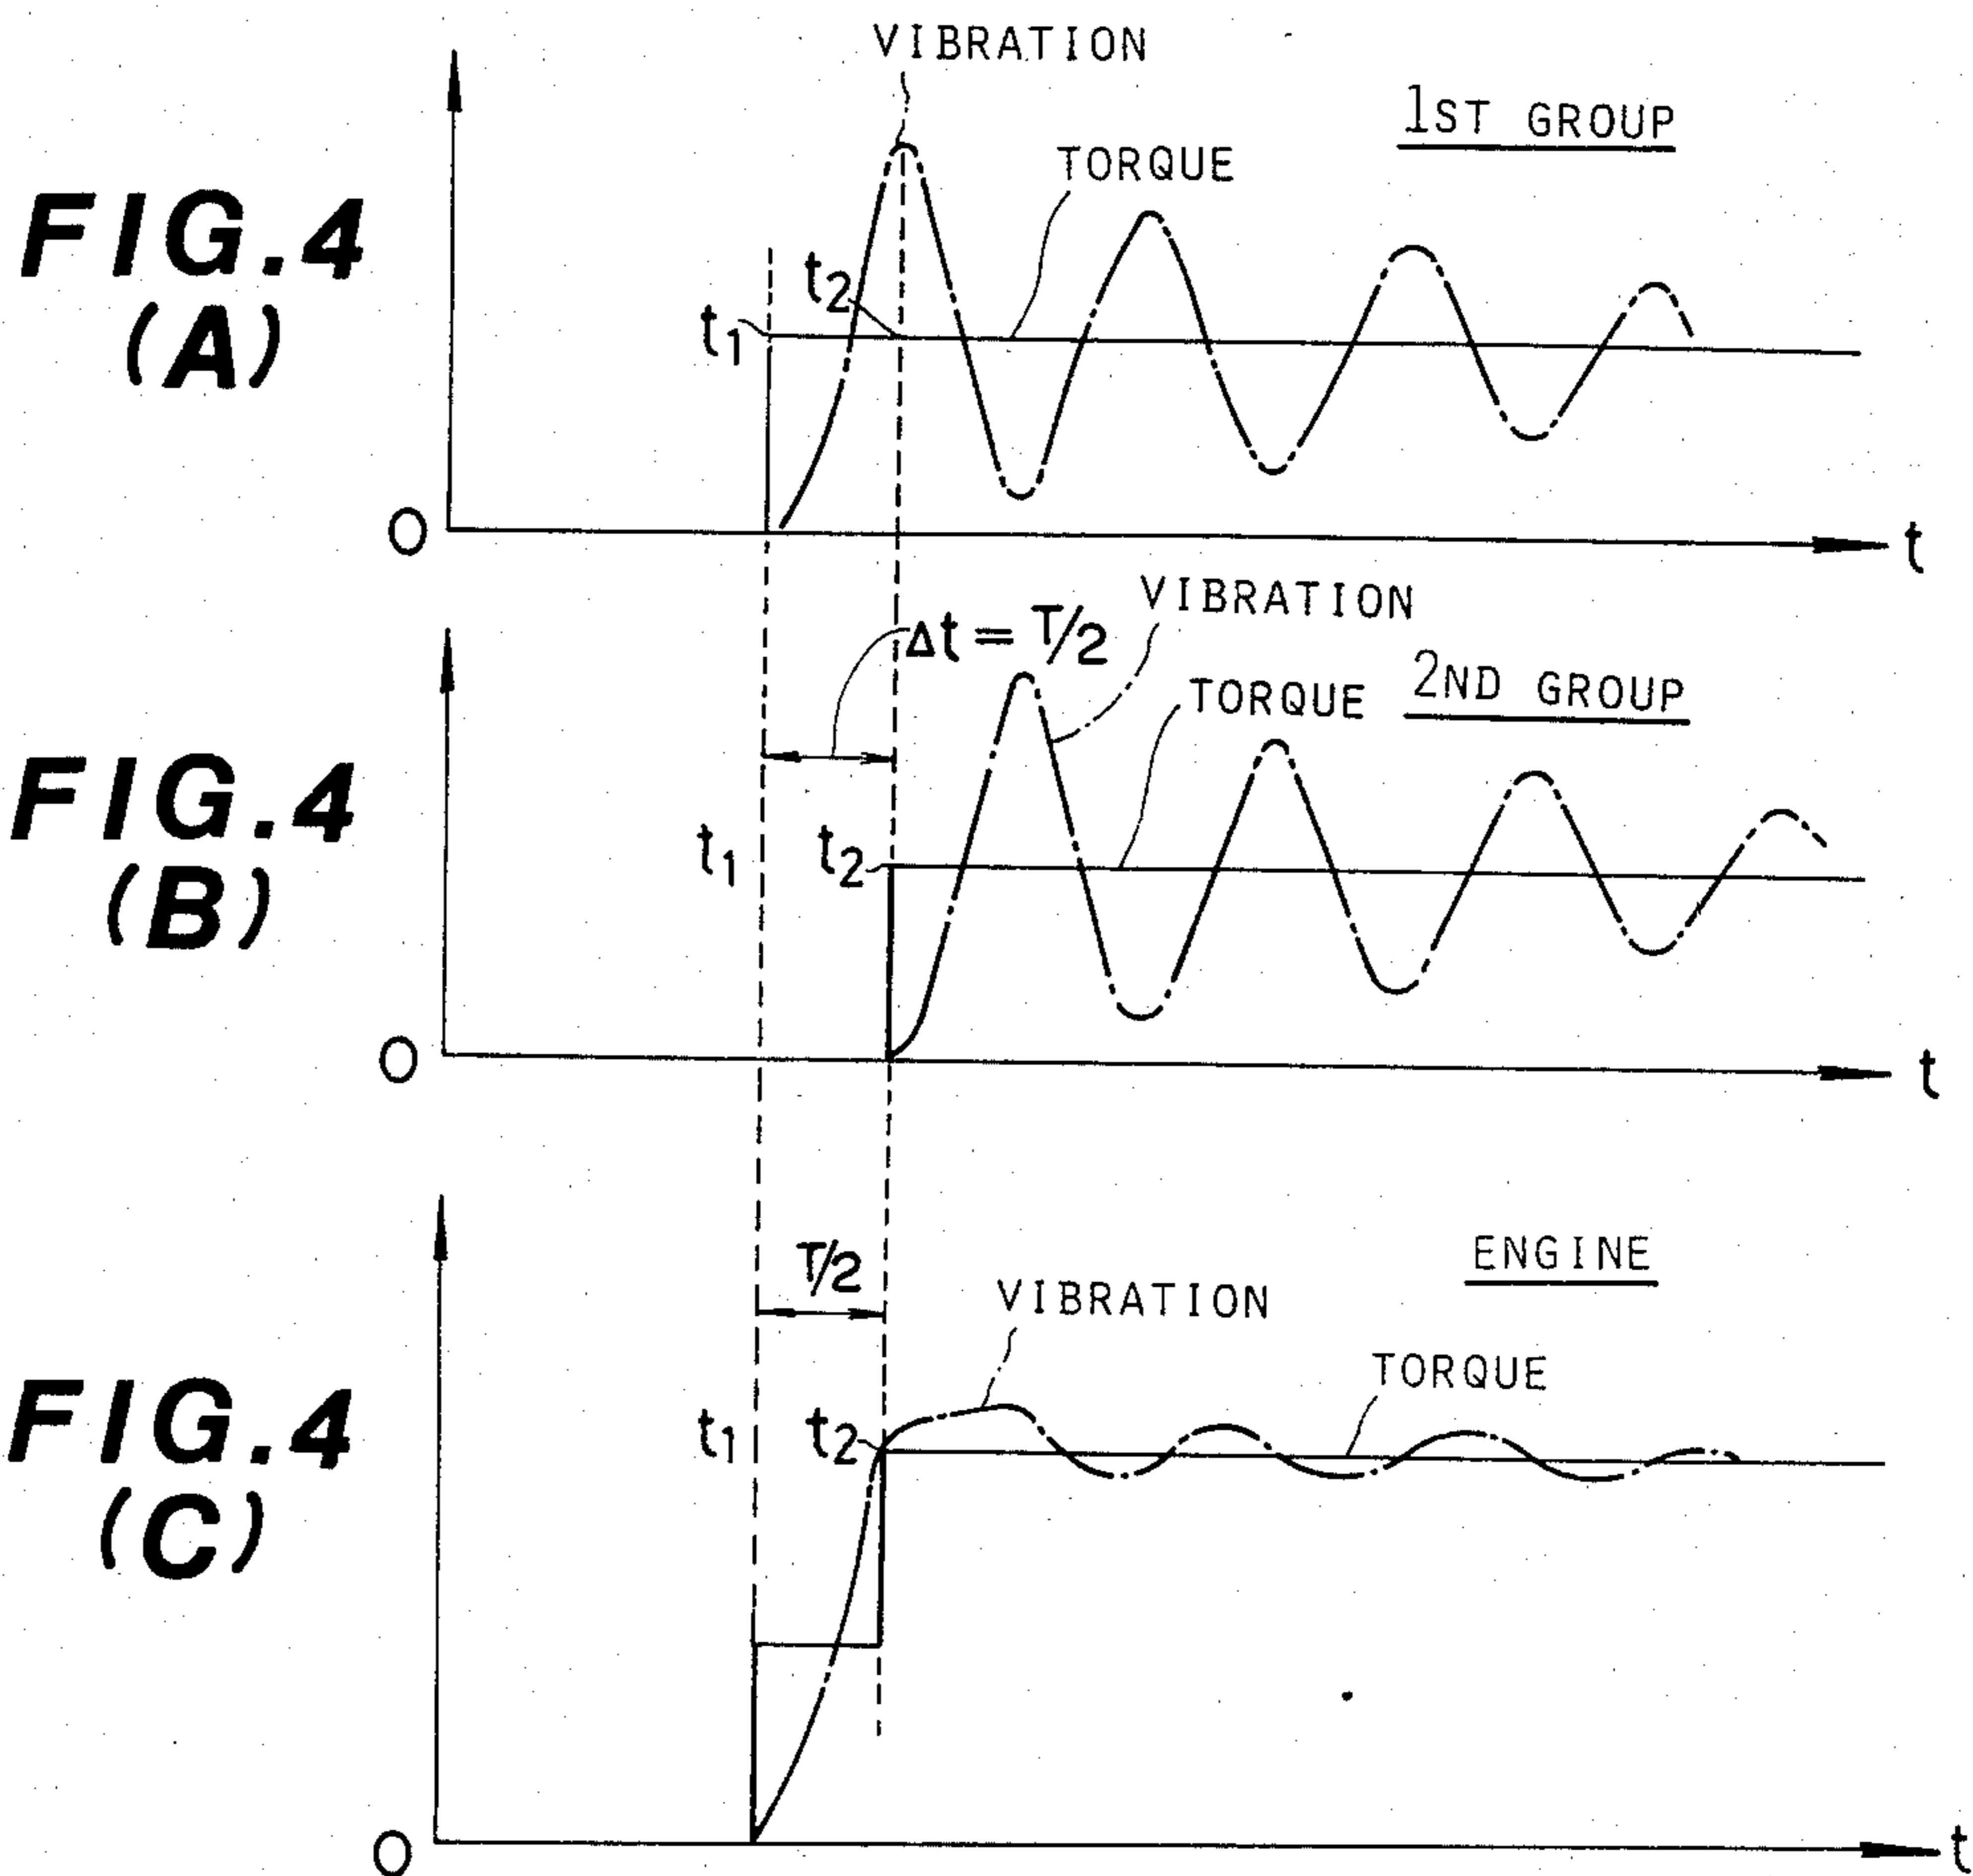 FIG.4
(A)
VIBRATION
1ST GROUP
TORQUE
t2
t1
O
t
FIG.4
(B)
VIBRATION
Δt = T/2
TORQUE
2ND GROUP
t1
t2
O
t
FIG.4
(C)
T/2
ENGINE
VIBRATION
TORQUE
t1
t2
O
t